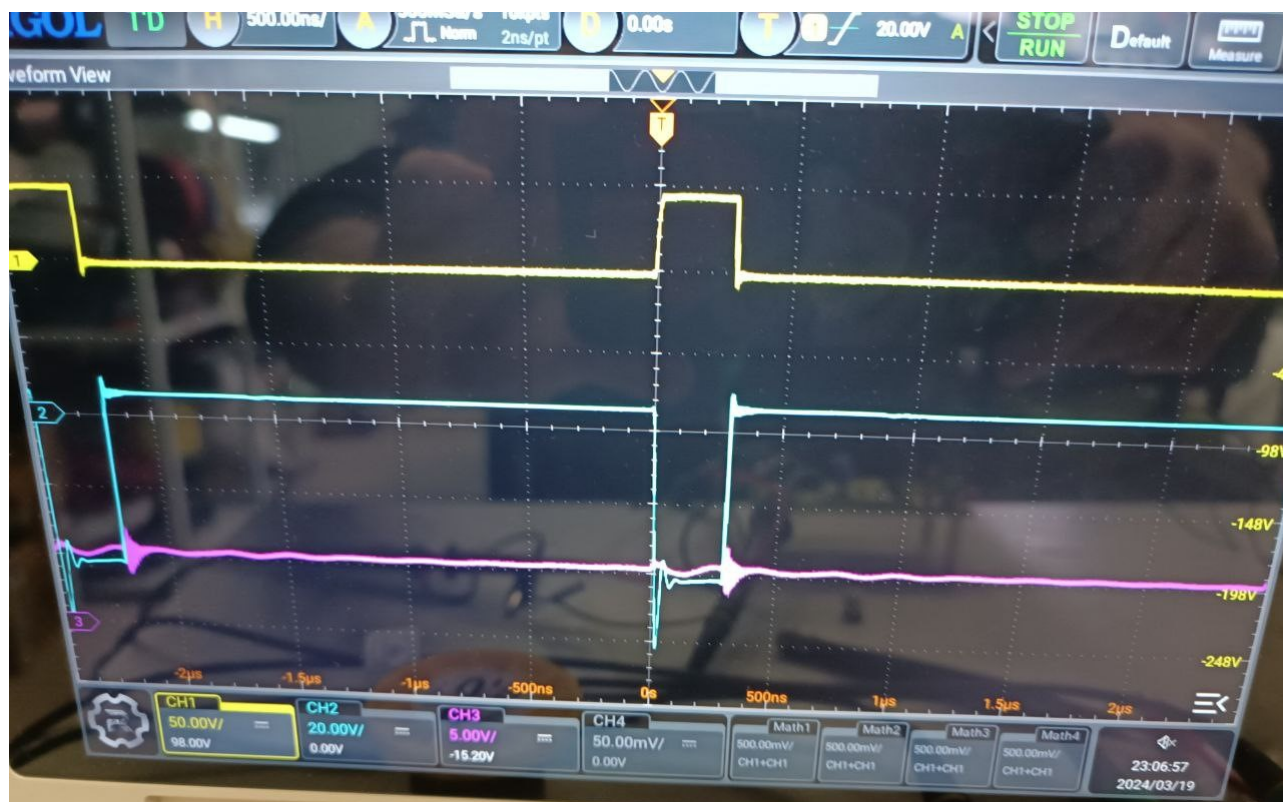 GOL T'D H 500.00ns/ A Norm 2ns/pt D 0.00s T 20.00V A STOP RUN Default Measure
veform View
T
1
2
-98V
-148V
-198V
3
-248V
-2µs -1.5µs -1µs -500ns 0s 500ns 1µs 1.5µs 2µs
CH1 CH2 CH3 CH4 Math1 Math2 Math3 Math4
50.00V/ 20.00V/ 5.00V/ 50.00mV/ 500.00mV/ 500.00mV/ 500.00mV/ 500.00mV/
98.00V 0.00V -15.20V 0.00V CH1+CH1 CH1+CH1 CH1+CH1 CH1+CH1
23:06:57
2024/03/19